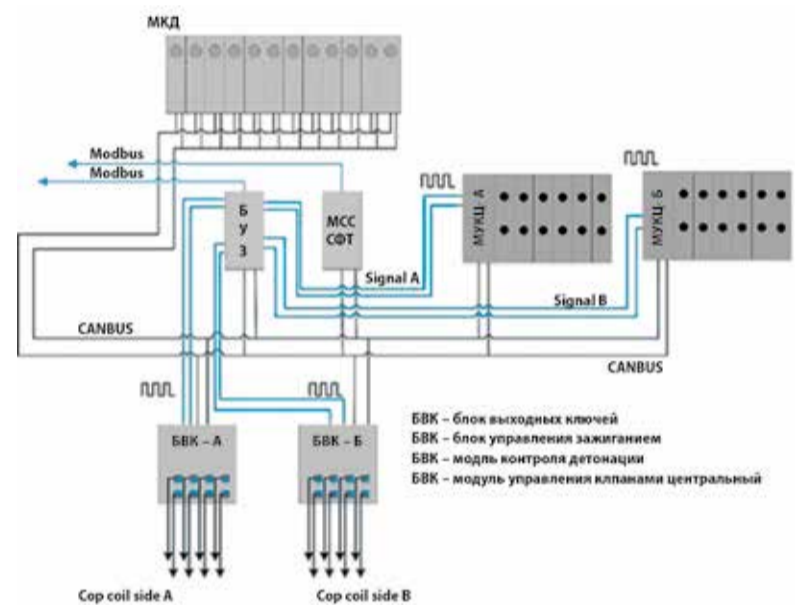 МКД
Modbus
Modbus
Б
У
З
МСС
СФТ
МУКЦ- А
МУКЦ- Б
Signal A
Signal B
CANBUS
CANBUS
БВК – А
БВК – Б
БВК – блок выходных ключей
БВК – блок управления зажиганием
БВК – модль контроля детонации
БВК – модуль управления клпанами центральный
Cop coil side A
Cop coil side B